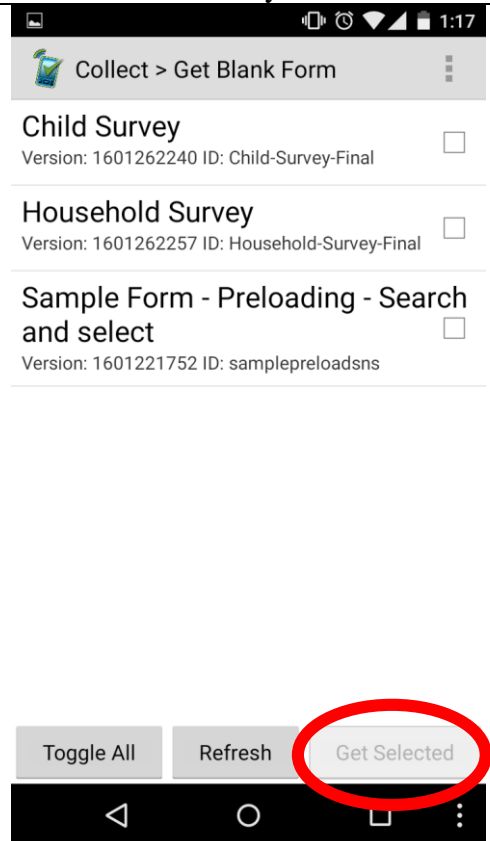 1:17
Collect > Get Blank Form
Child Survey
Version: 1601262240 ID: Child-Survey-Final
Household Survey
Version: 1601262257 ID: Household-Survey-Final
Sample Form - Preloading - Search
and select
Version: 1601221752 ID: samplepreloadsns
Toggle All
Refresh
Get Selected